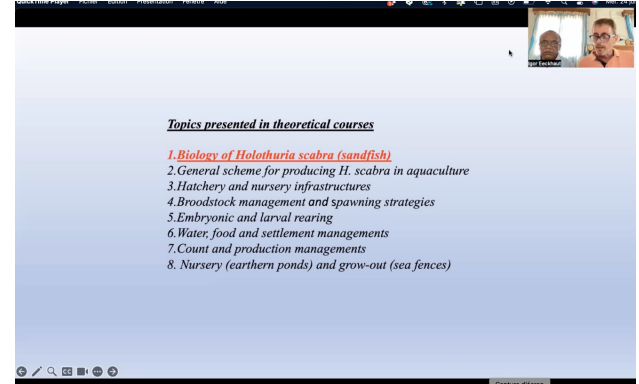 QuickTime Player Fichier Edition Présentation Fenêtre Aide
Mer. 24 jui
Igor Eeckhaut
Topics presented in theoretical courses
1.Biology of Holothuria scabra (sandfish)
2.General scheme for producing H. scabra in aquaculture
3.Hatchery and nursery infrastructures
4.Broodstock management and spawning strategies
5.Embryonic and larval rearing
6.Water, food and settlement managements
7.Count and production managements
8. Nursery (earthern ponds) and grow-out (sea fences)